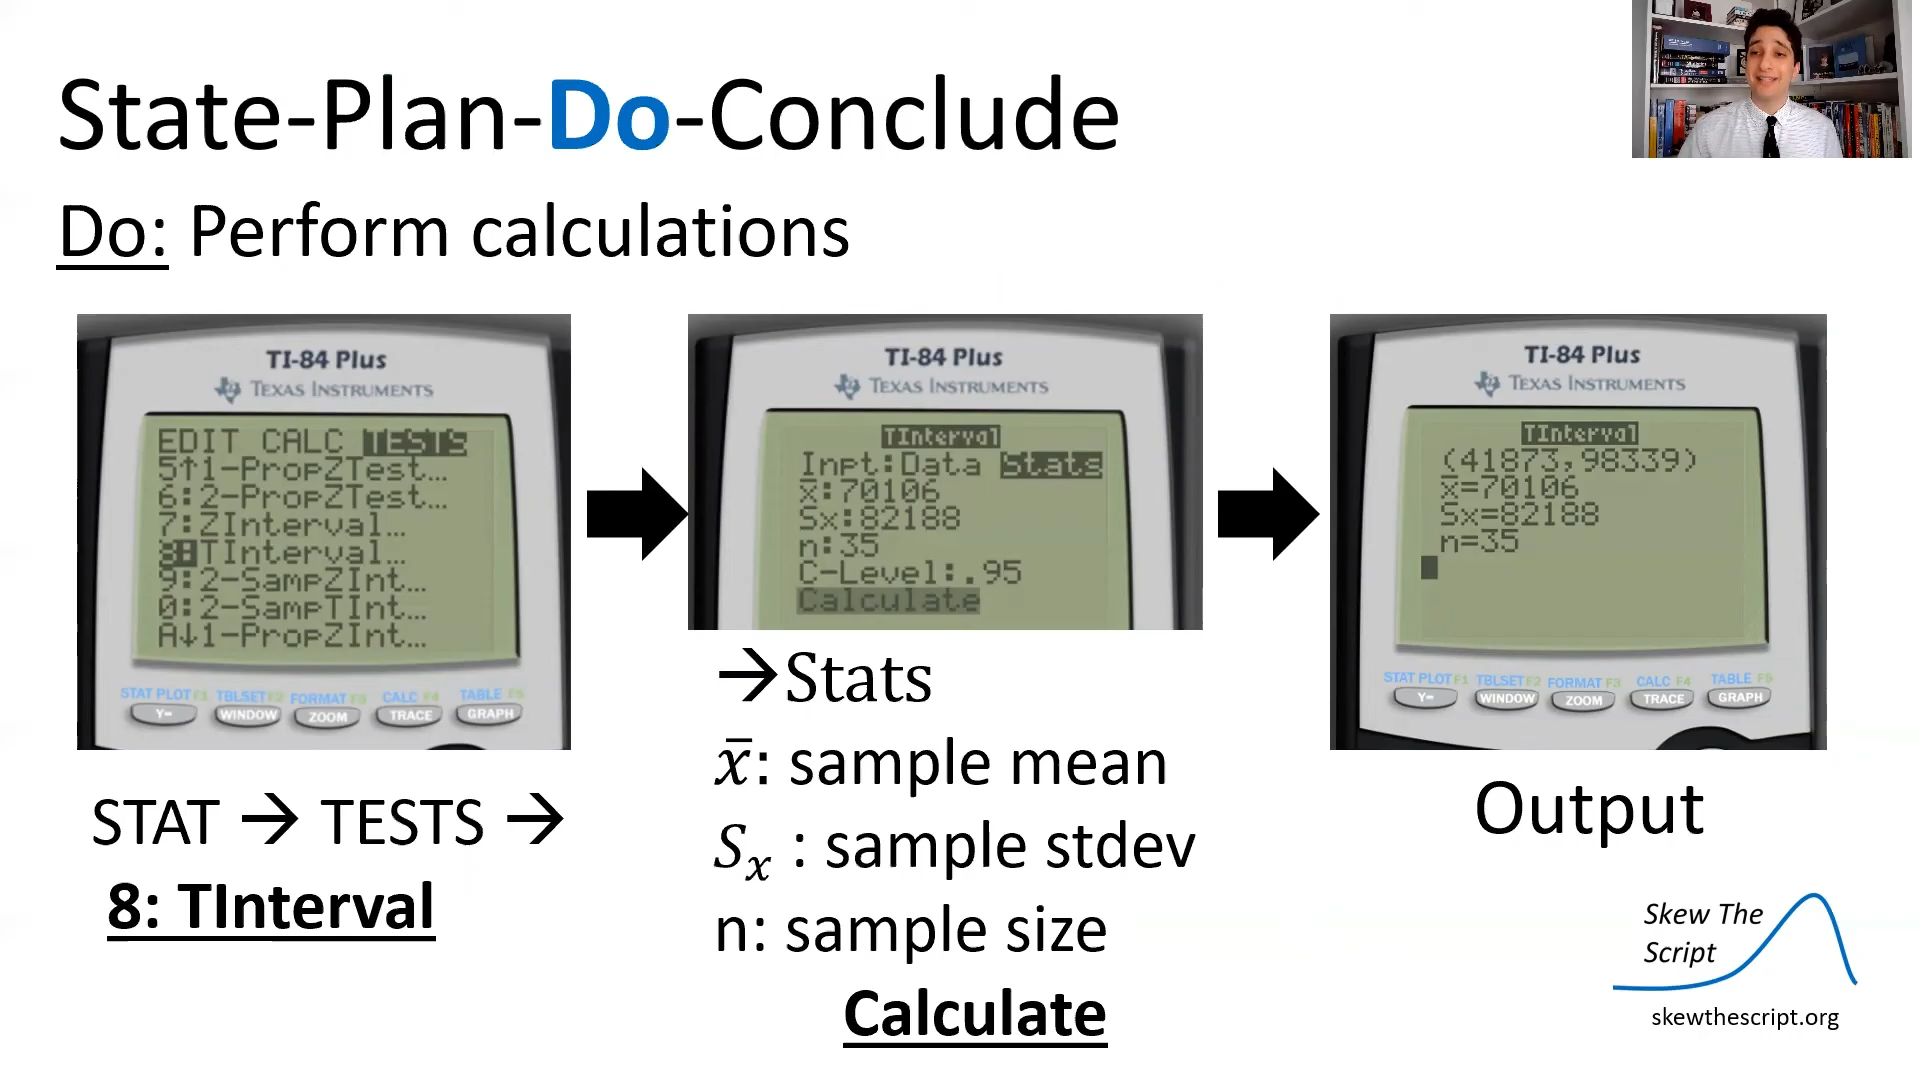 State-Plan-Do-Conclude
Do: Perform calculations
TI-84 Plus
TEXAS INSTRUMENTS
EDIT CALC TESTS
5↑1-PropZTest…
6:2-PropZTest…
7:ZInterval…
8:TInterval…
9:2-SampZInt…
0:2-SampTInt…
A↓1-PropZInt…
STAT PLOT F1 TBLSET F2 FORMAT F3 CALC F4 TABLE F5
Y= WINDOW ZOOM TRACE GRAPH
STAT → TESTS →
8: TInterval
TI-84 Plus
TEXAS INSTRUMENTS
TInterval
Inpt:Data Stats
x̄:70106
Sx:82188
n:35
C-Level:.95
Calculate
→Stats
x̄: sample mean
Sₓ : sample stdev
n: sample size
Calculate
TI-84 Plus
TEXAS INSTRUMENTS
TInterval
(41873,98339)
x̄=70106
Sx=82188
n=35
STAT PLOT F1 TBLSET F2 FORMAT F3 CALC F4 TABLE F5
Y= WINDOW ZOOM TRACE GRAPH
Output
Skew The
Script
skewthescript.org